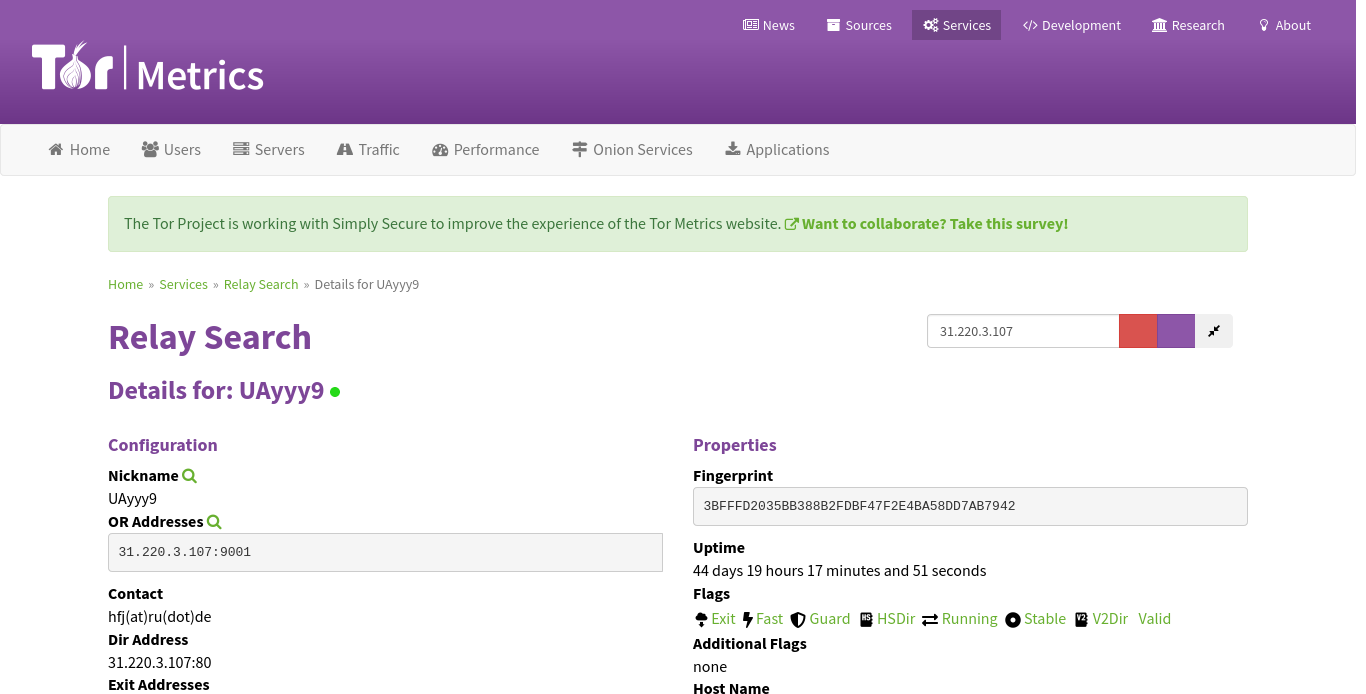 News Sources Services Development Research About
Tor Metrics
Home Users Servers Traffic Performance Onion Services Applications
The Tor Project is working with Simply Secure to improve the experience of the Tor Metrics website. Want to collaborate? Take this survey!
Home » Services » Relay Search » Details for UAyyy9
Relay Search
31.220.3.107
Details for: UAyyy9
Configuration
Nickname
UAyyy9
OR Addresses
31.220.3.107:9001
Contact
hfj(at)ru(dot)de
Dir Address
31.220.3.107:80
Exit Addresses
Properties
Fingerprint
3BFFFD2035BB388B2FDBF47F2E4BA58DD7AB7942
Uptime
44 days 19 hours 17 minutes and 51 seconds
Flags
Exit Fast Guard HSDir Running Stable V2Dir Valid
Additional Flags
none
Host Name